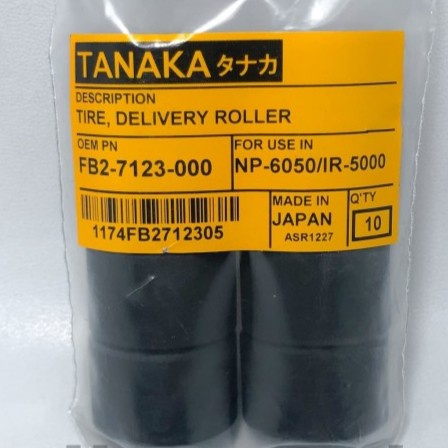 TANAKA タナカ
DESCRIPTION
TIRE, DELIVERY ROLLER
OEM PN
FB2-7123-000
FOR USE IN
NP-6050/IR-5000
1174FB2712305
MADE IN
JAPAN
ASR1227
Q'TY
10